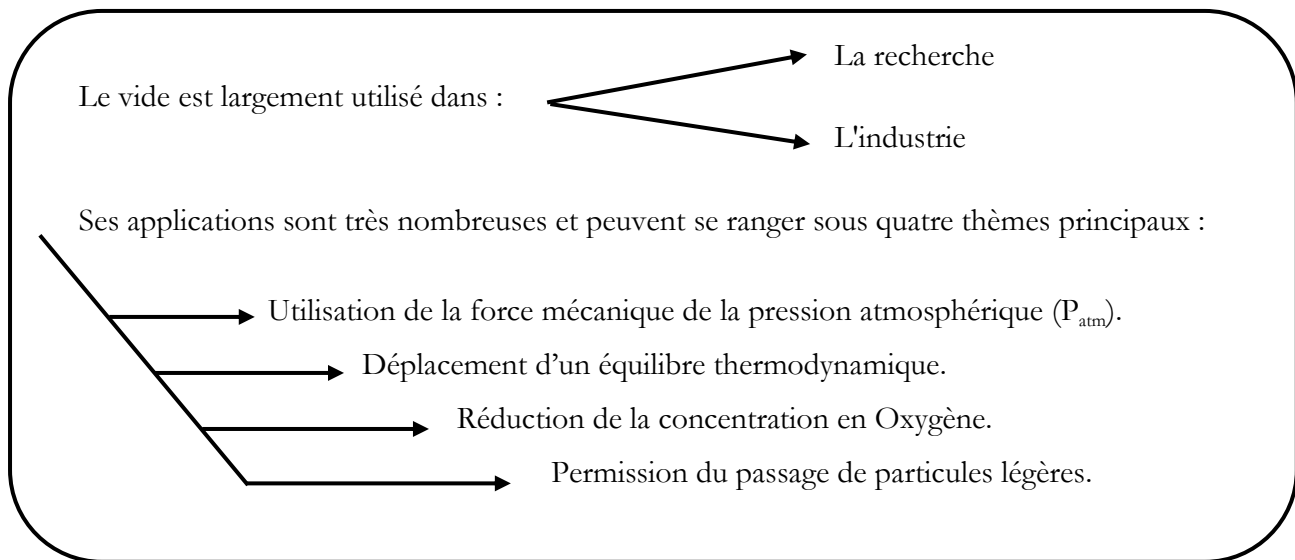 La recherche
Le vide est largement utilisé dans :
L'industrie
Ses applications sont très nombreuses et peuvent se ranger sous quatre thèmes principaux :
Utilisation de la force mécanique de la pression atmosphérique (Patm).
Déplacement d’un équilibre thermodynamique.
Réduction de la concentration en Oxygène.
Permission du passage de particules légères.